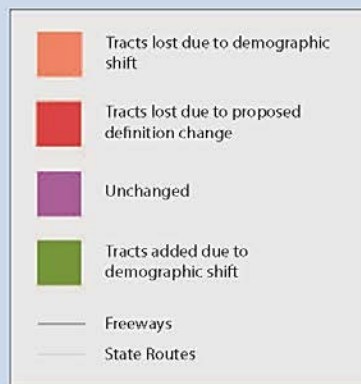 Tracts lost due to demographic
shift
Tracts lost due to proposed
definition change
Unchanged
Tracts added due to
demographic shift
Freeways
State Routes